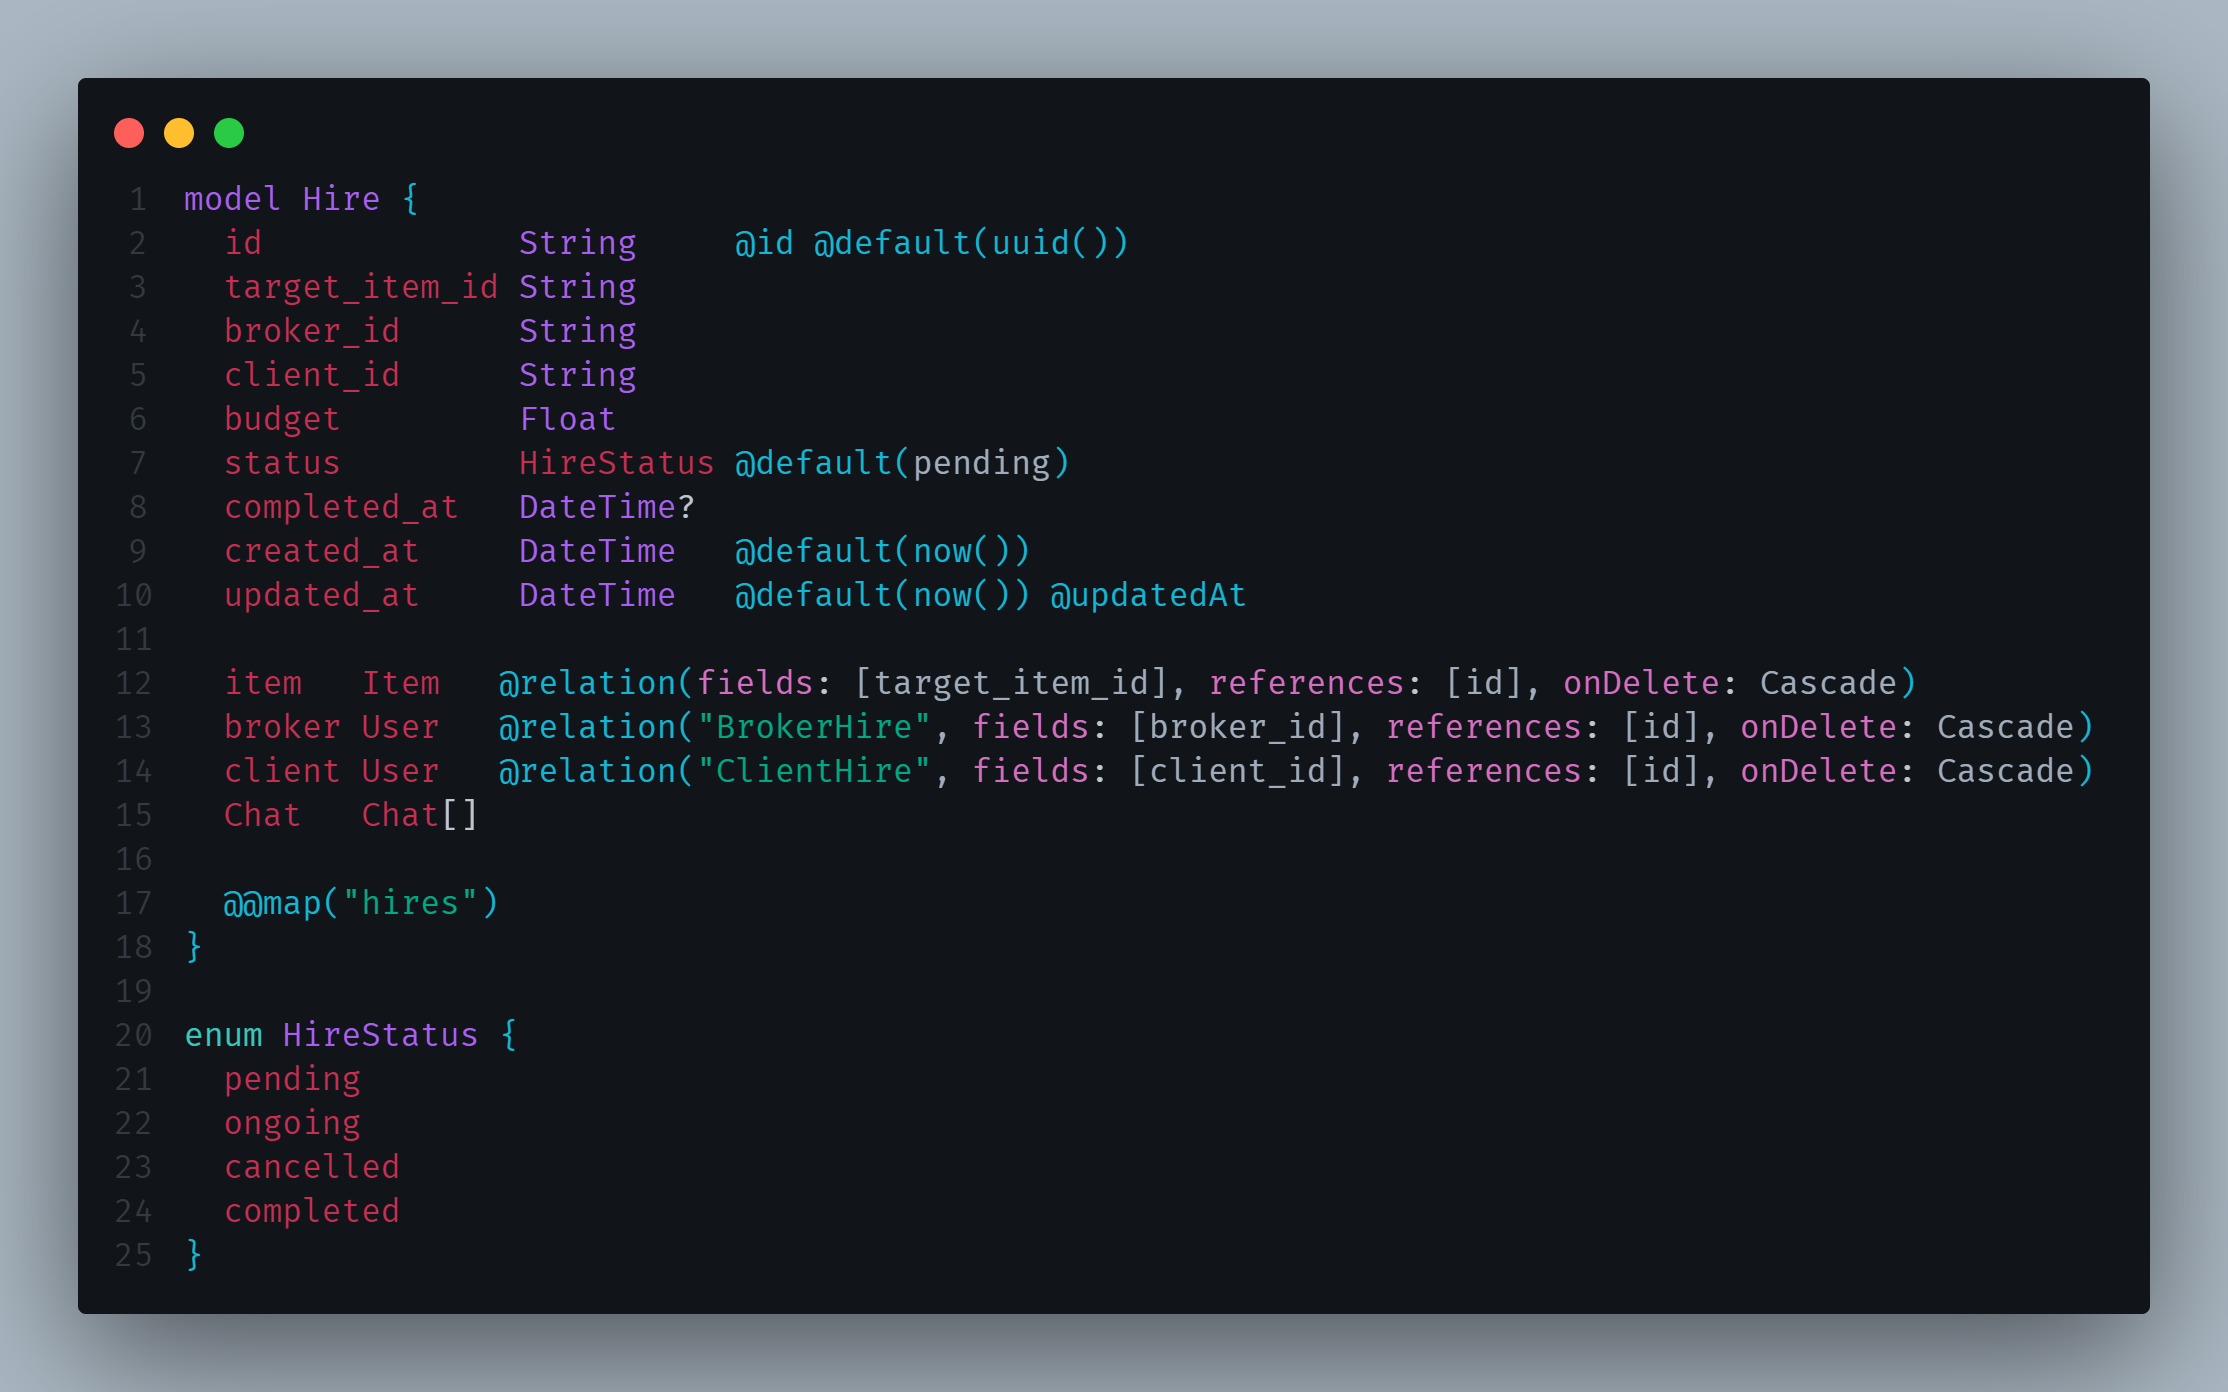 1 model Hire {
2   id             String     @id @default(uuid())
3   target_item_id String
4   broker_id      String
5   client_id      String
6   budget         Float
7   status         HireStatus @default(pending)
8   completed_at   DateTime?
9   created_at     DateTime   @default(now())
10   updated_at     DateTime   @default(now()) @updatedAt
11
12   item   Item   @relation(fields: [target_item_id], references: [id], onDelete: Cascade)
13   broker User   @relation("BrokerHire", fields: [broker_id], references: [id], onDelete: Cascade)
14   client User   @relation("ClientHire", fields: [client_id], references: [id], onDelete: Cascade)
15   Chat   Chat[]
16
17   @@map("hires")
18 }
19
20 enum HireStatus {
21   pending
22   ongoing
23   cancelled
24   completed
25 }